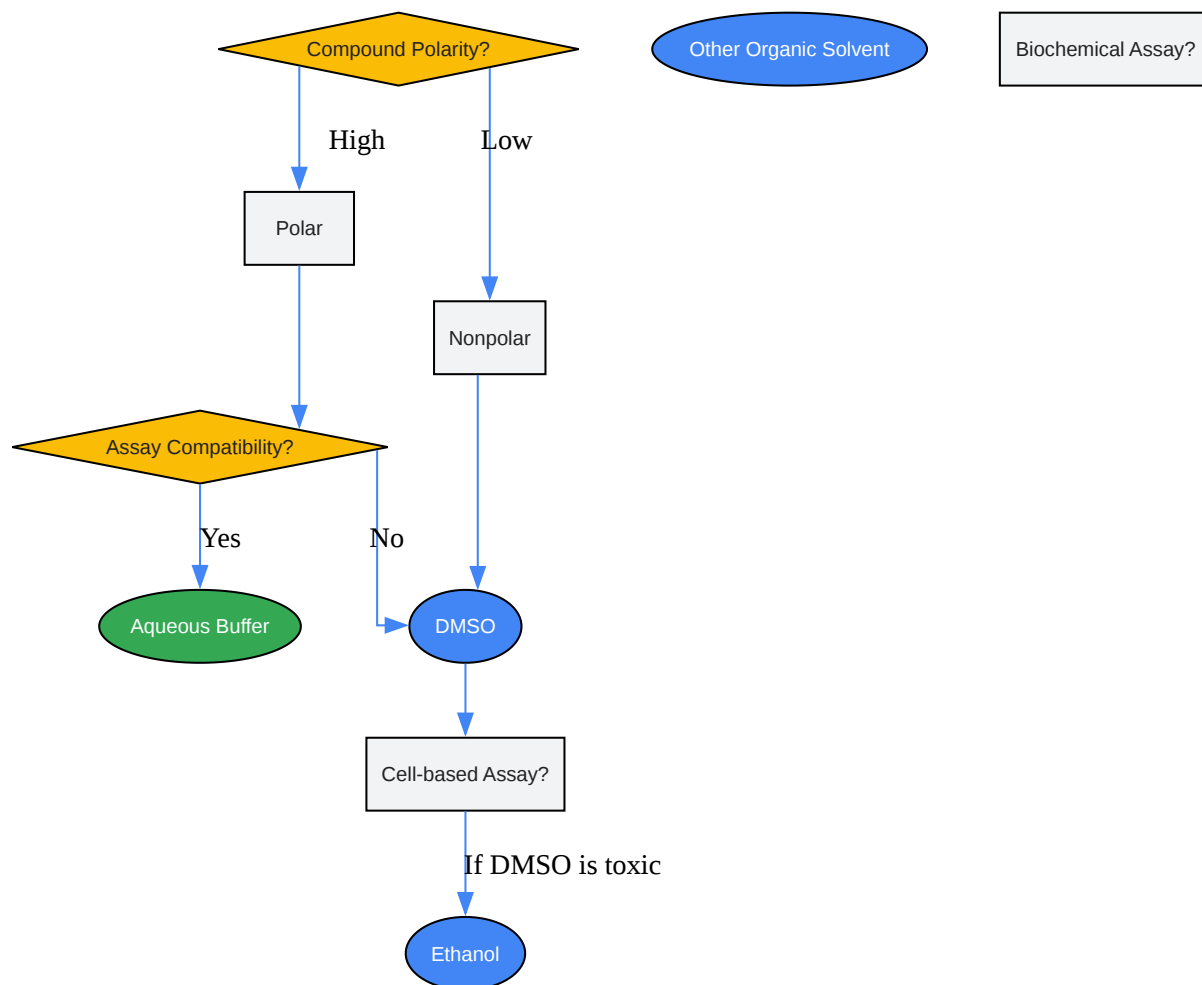 Compound Polarity?
Other Organic Solvent
Biochemical Assay?
High
Low
Polar
Nonpolar
Assay Compatibility?
Yes
No
Aqueous Buffer
DMSO
Cell-based Assay?
If DMSO is toxic
Ethanol